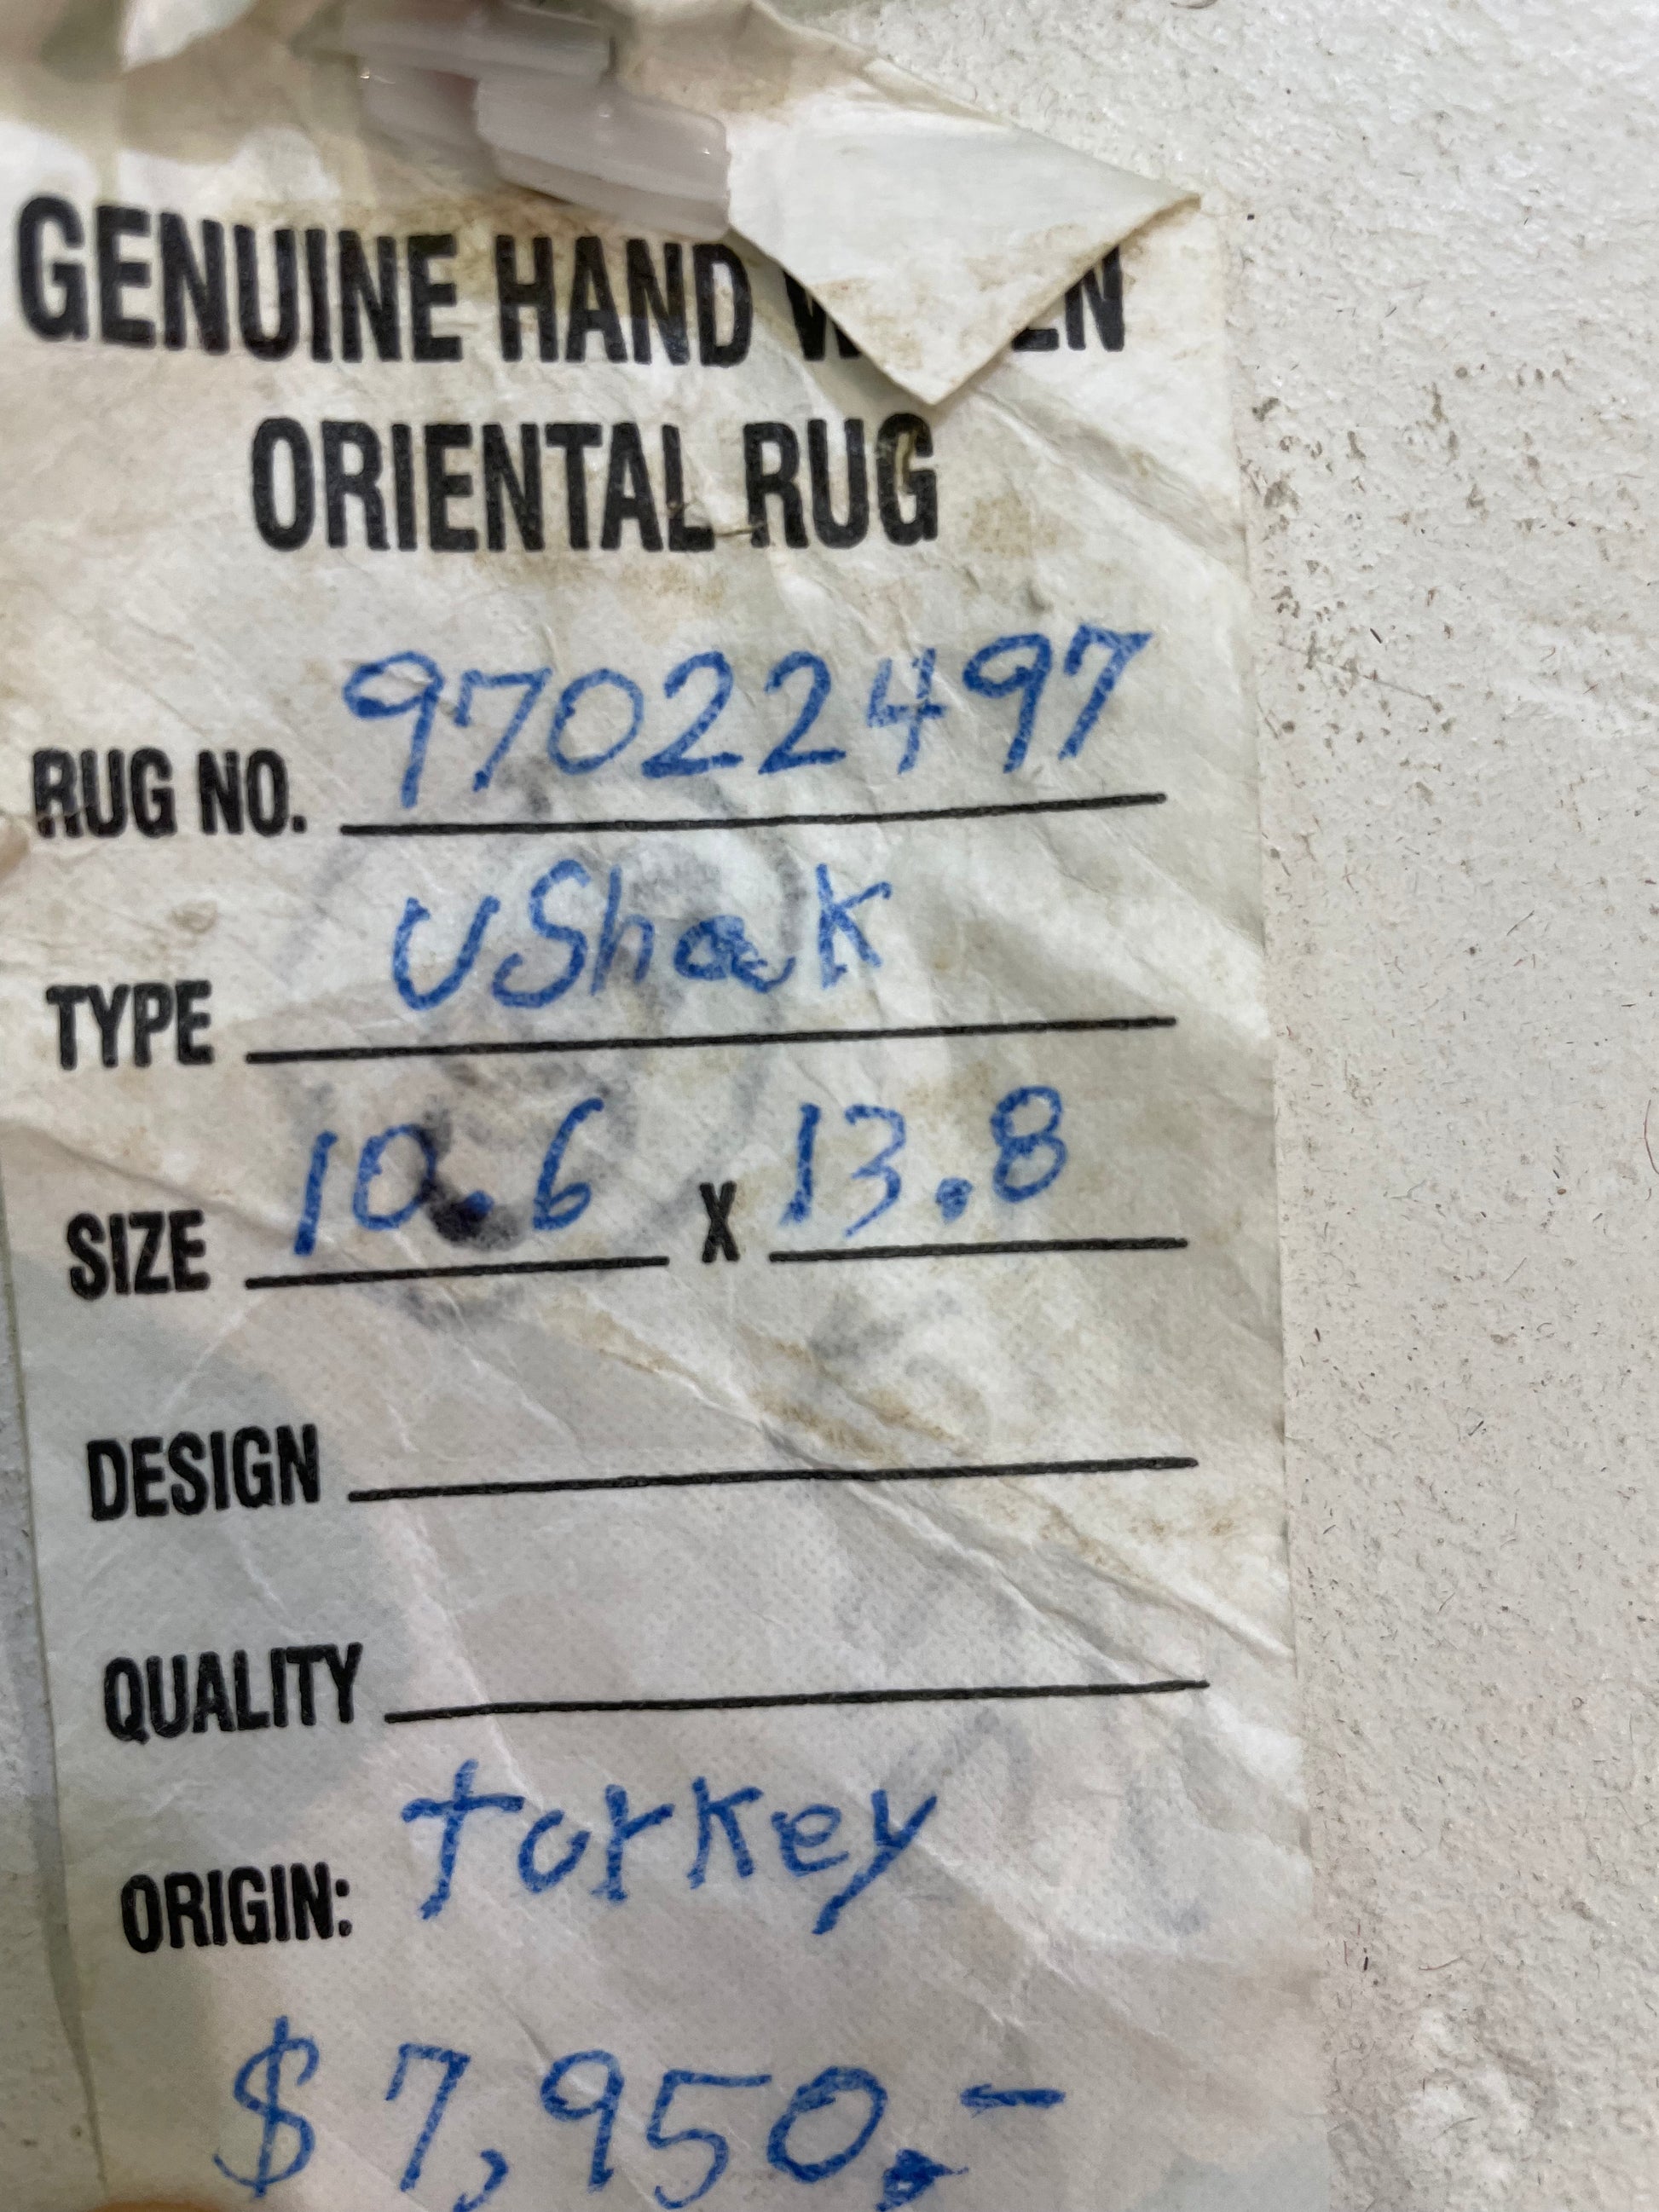 GENUINE HAND
ORIENTAL RUG
RUG NO. 97022497
TYPE UShak
SIZE 10.6 X 13.8
DESIGN
QUALITY
ORIGIN: turkey
$7,950,-